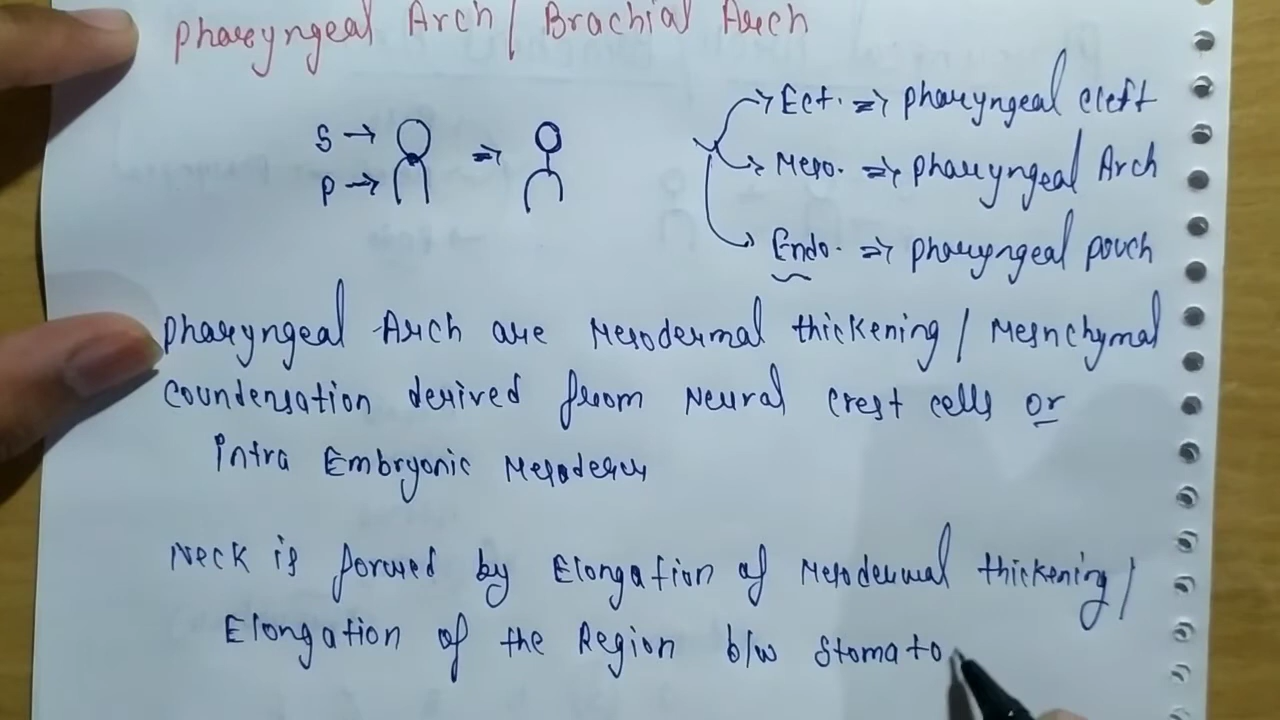 Pharyngeal Arch / Brachial Arch
S →
P →
⇒
→ Ect. ⇒ pharyngeal cleft
→ Meso. ⇒ pharyngeal Arch
→ Endo. ⇒ pharyngeal pouch
pharyngeal Arch are Mesodermal thickening / Mesnchymal
Coundensation derived from Neural crest cells or
Intra Embryonic Mesoderm
Neck is formed by Elongation of Mesodermal thickening /
Elongation of the Region b/w Stomato